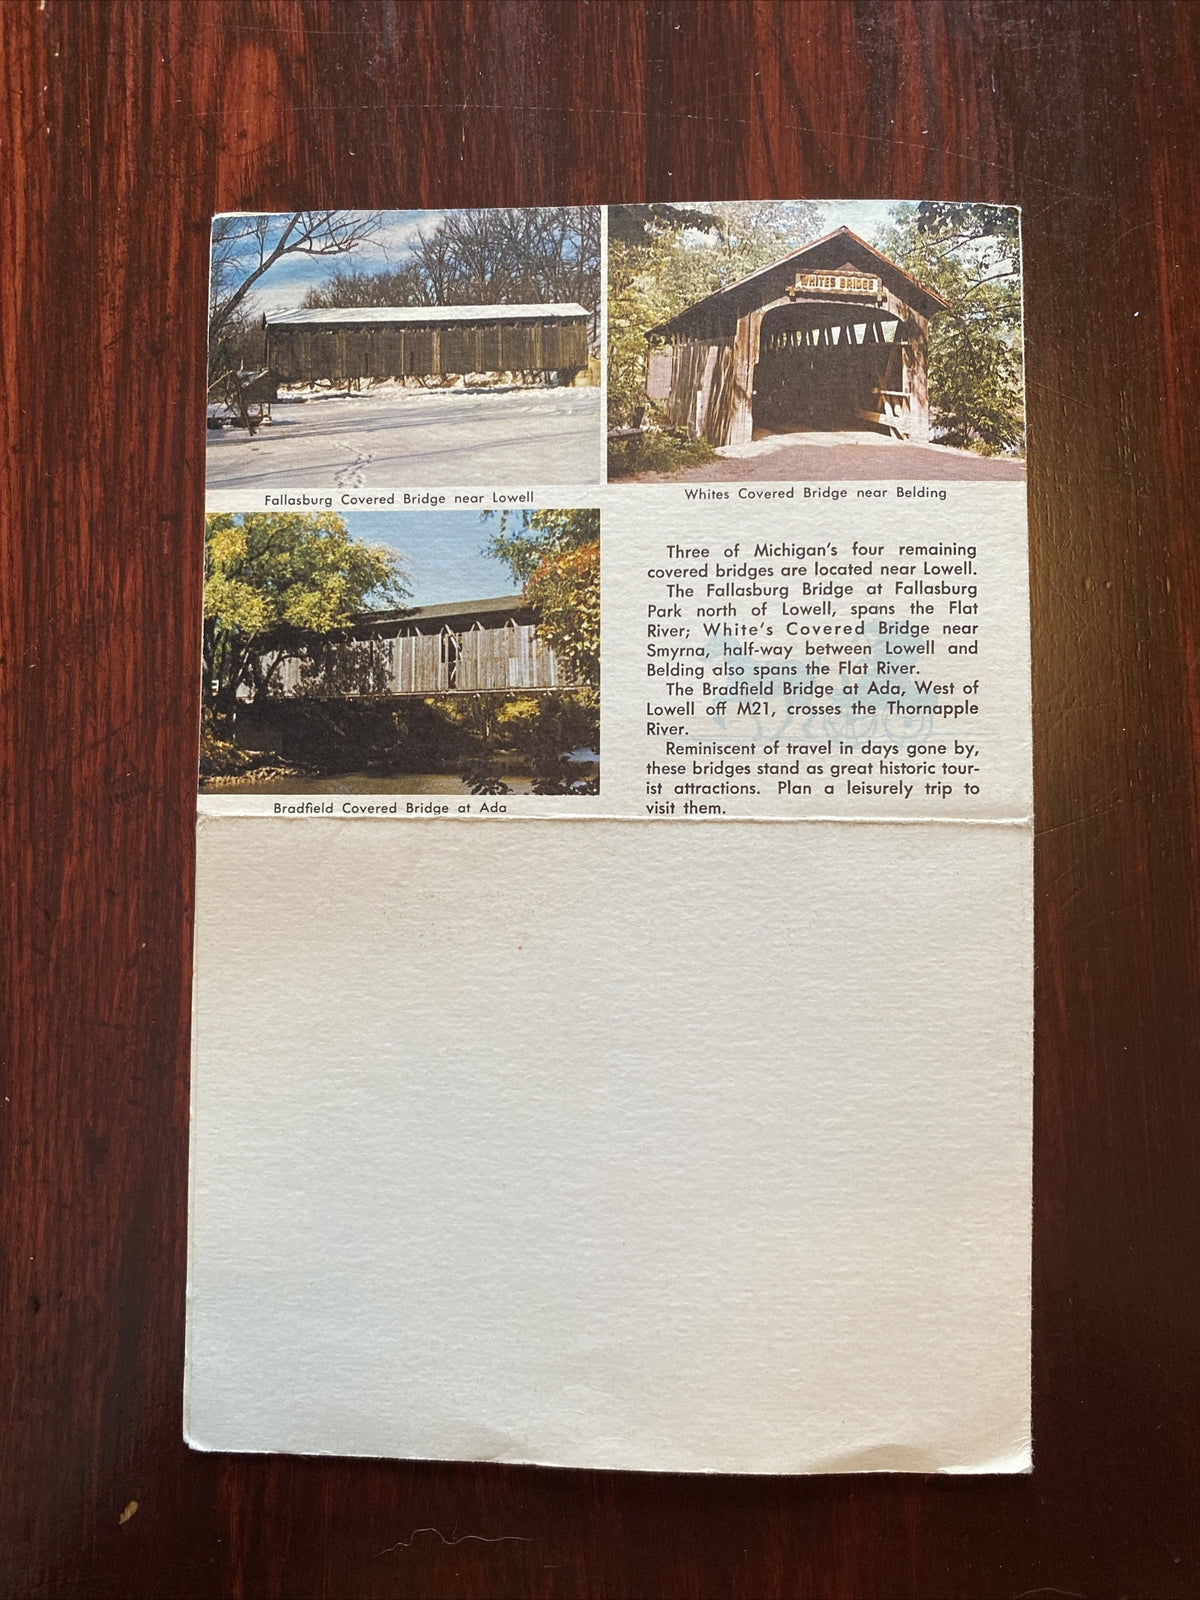 WHITES BRIDGE
Fallasburg Covered Bridge near Lowell
Whites Covered Bridge near Belding
Bradfield Covered Bridge at Ada
Three of Michigan's four remaining
covered bridges are located near Lowell.
The Fallasburg Bridge at Fallasburg
Park north of Lowell, spans the Flat
River; White's Covered Bridge near
Smyrna, half-way between Lowell and
Belding also spans the Flat River.
The Bradfield Bridge at Ada, West of
Lowell off M21, crosses the Thornapple
River.
Reminiscent of travel in days gone by,
these bridges stand as great historic tour-
ist attractions. Plan a leisurely trip to
visit them.